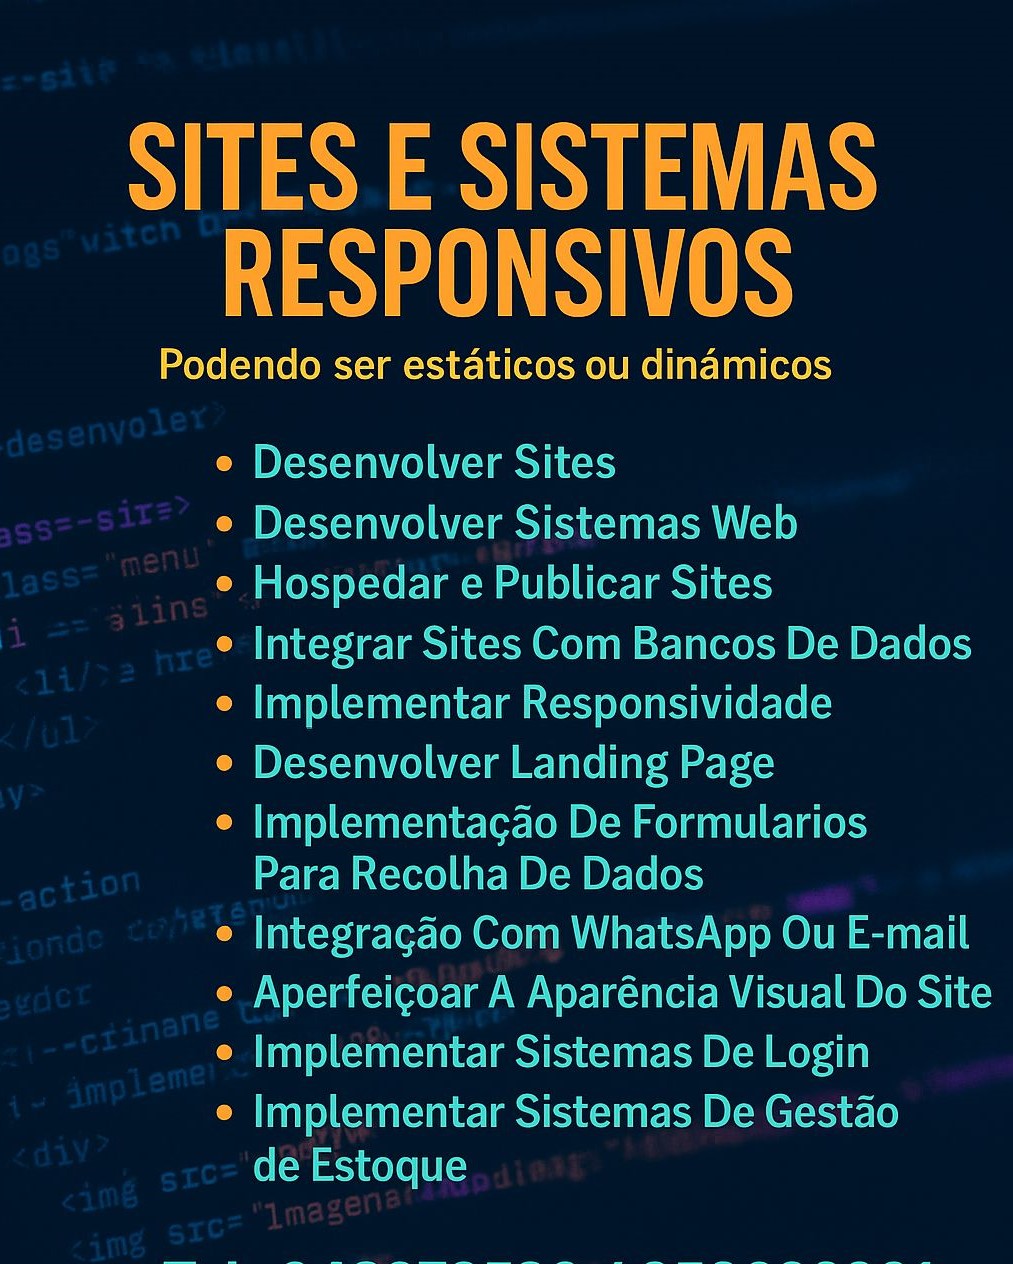 SITES E SISTEMAS
RESPONSIVOS
Podendo ser estáticos ou dinámicos
• Desenvolver Sites
• Desenvolver Sistemas Web
• Hospedar e Publicar Sites
• Integrar Sites Com Bancos De Dados
• Implementar Responsividade
• Desenvolver Landing Page
• Implementação De Formularios
Para Recolha De Dados
• Integração Com WhatsApp Ou E-mail
• Aperfeiçoar A Aparência Visual Do Site
• Implementar Sistemas De Login
• Implementar Sistemas De Gestão
de Estoque